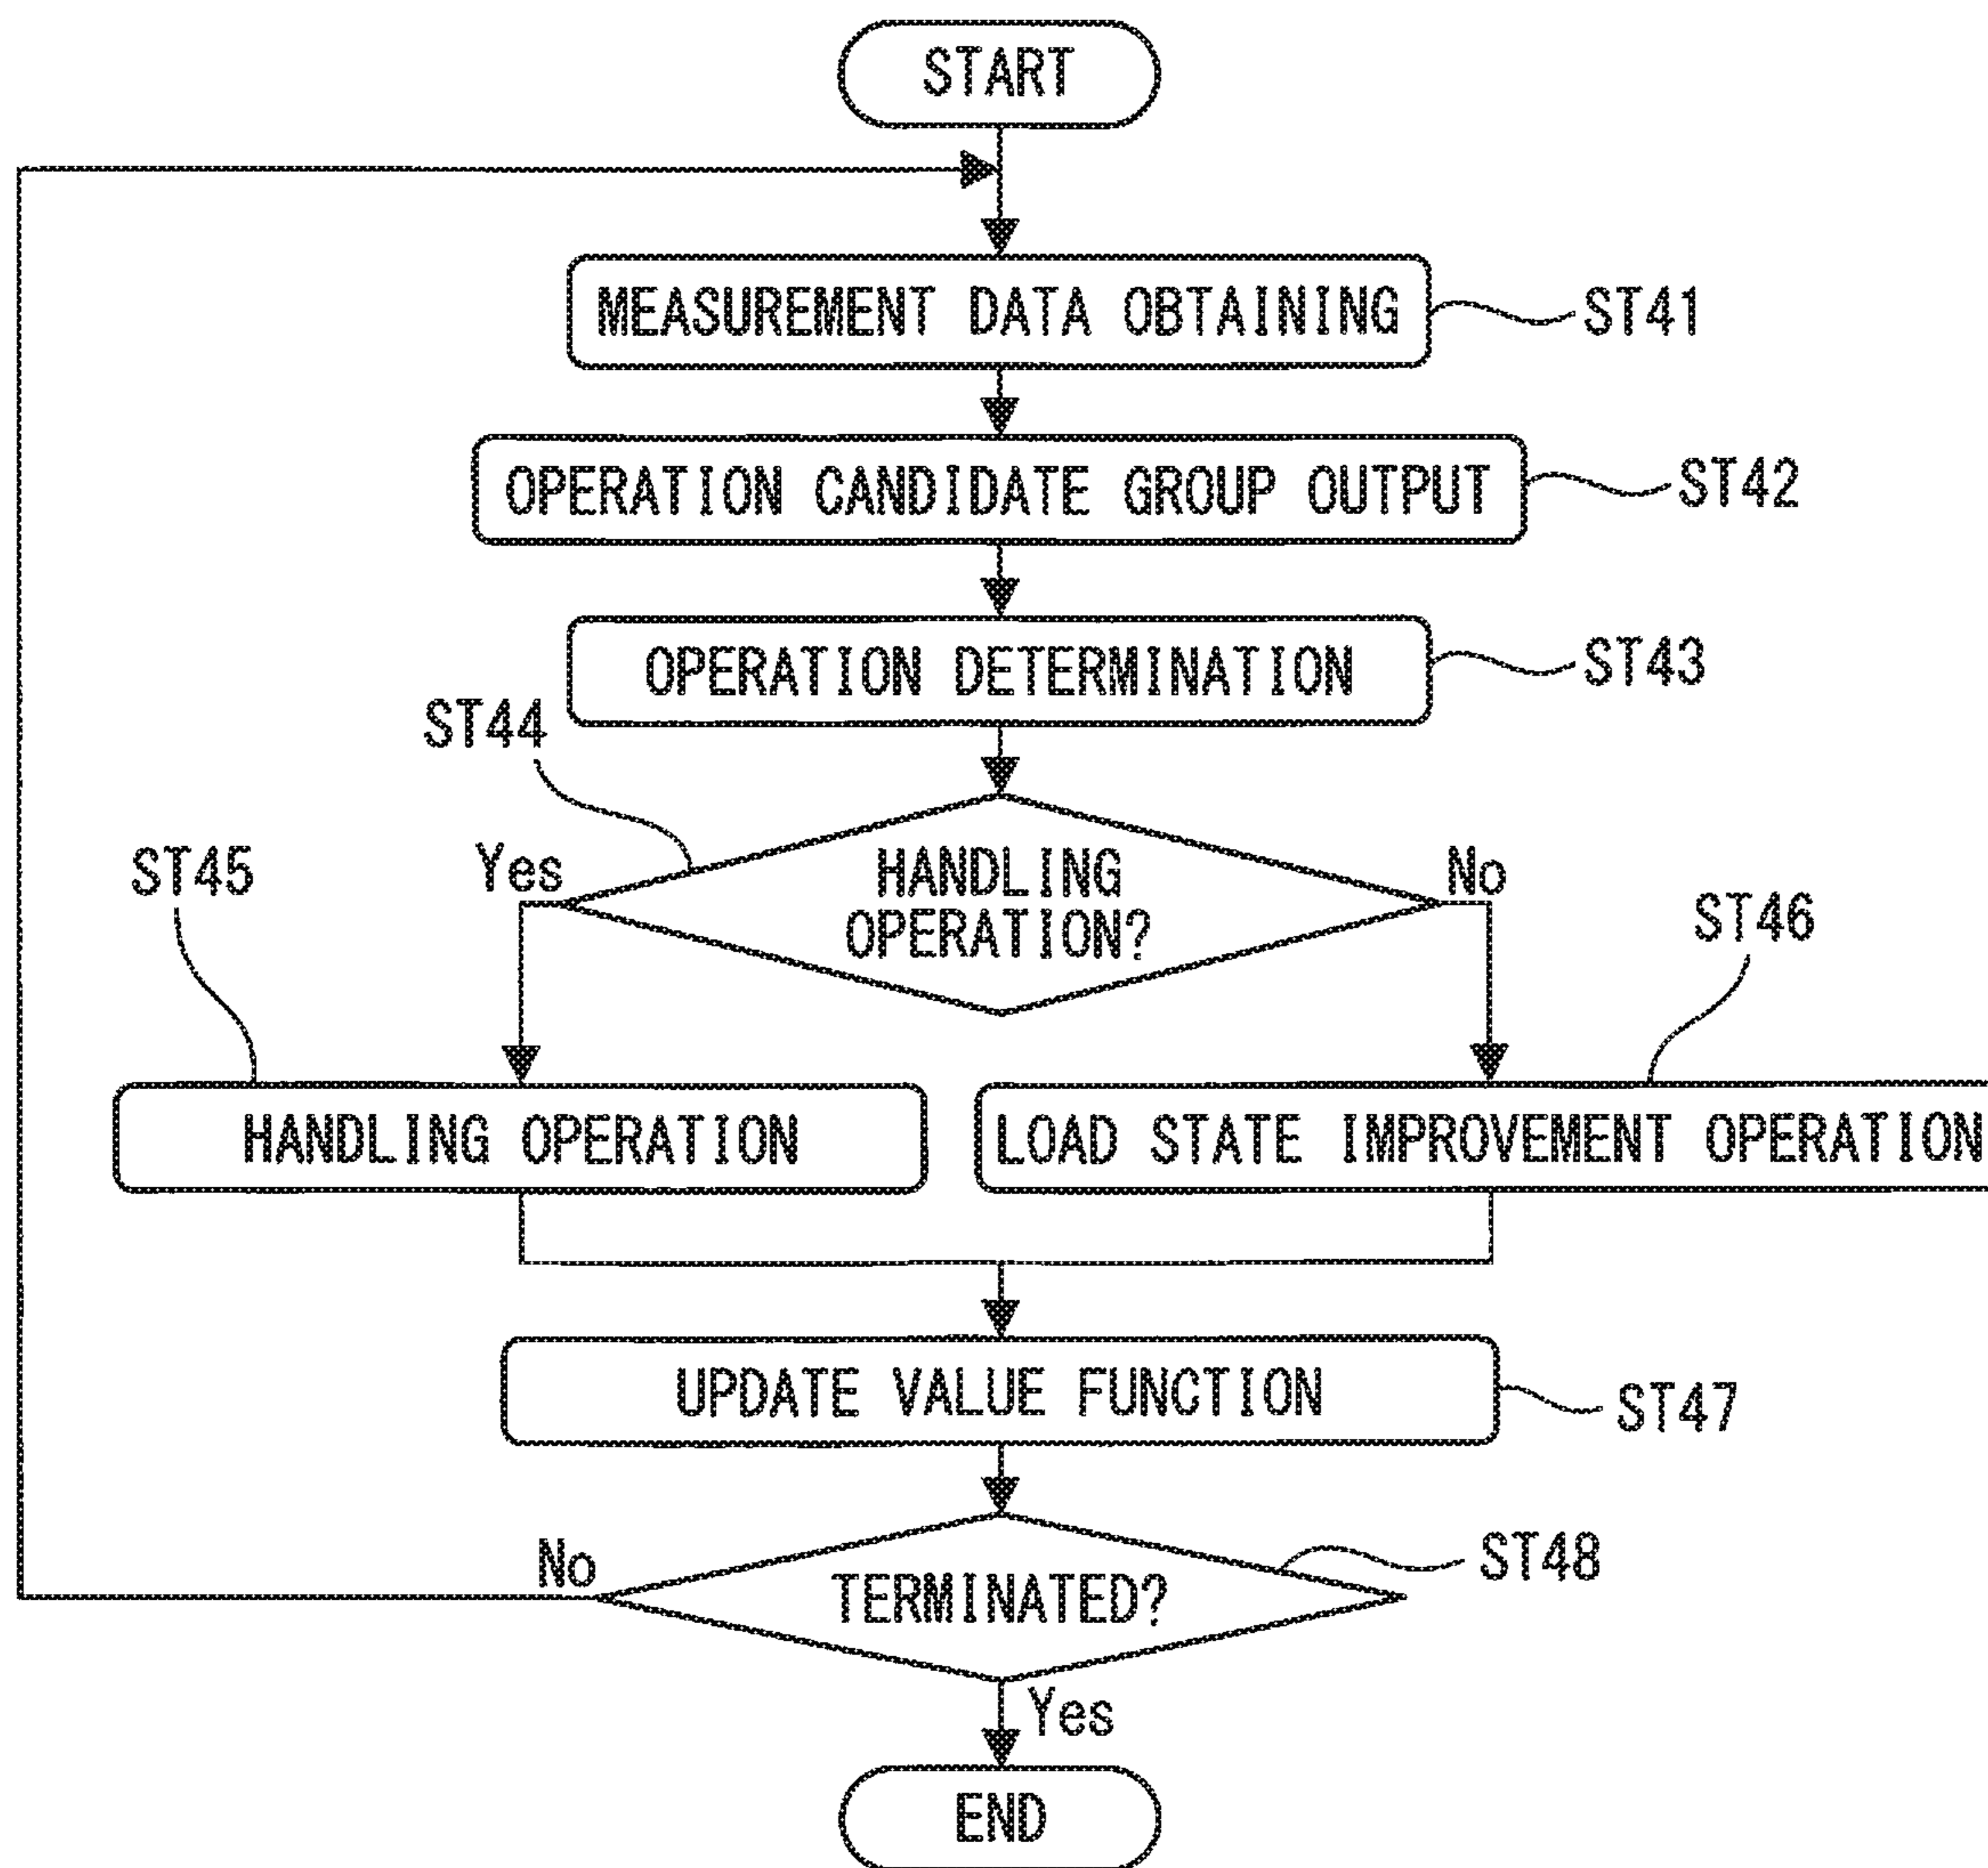 START
MEASUREMENT DATA OBTAINING
ST41
OPERATION CANDIDATE GROUP OUTPUT
ST42
OPERATION DETERMINATION
ST43
ST44
HANDLING
OPERATION?
Yes
No
ST45
ST46
HANDLING OPERATION
LOAD STATE IMPROVEMENT OPERATION
UPDATE VALUE FUNCTION
ST47
TERMINATED?
ST48
No
Yes
END